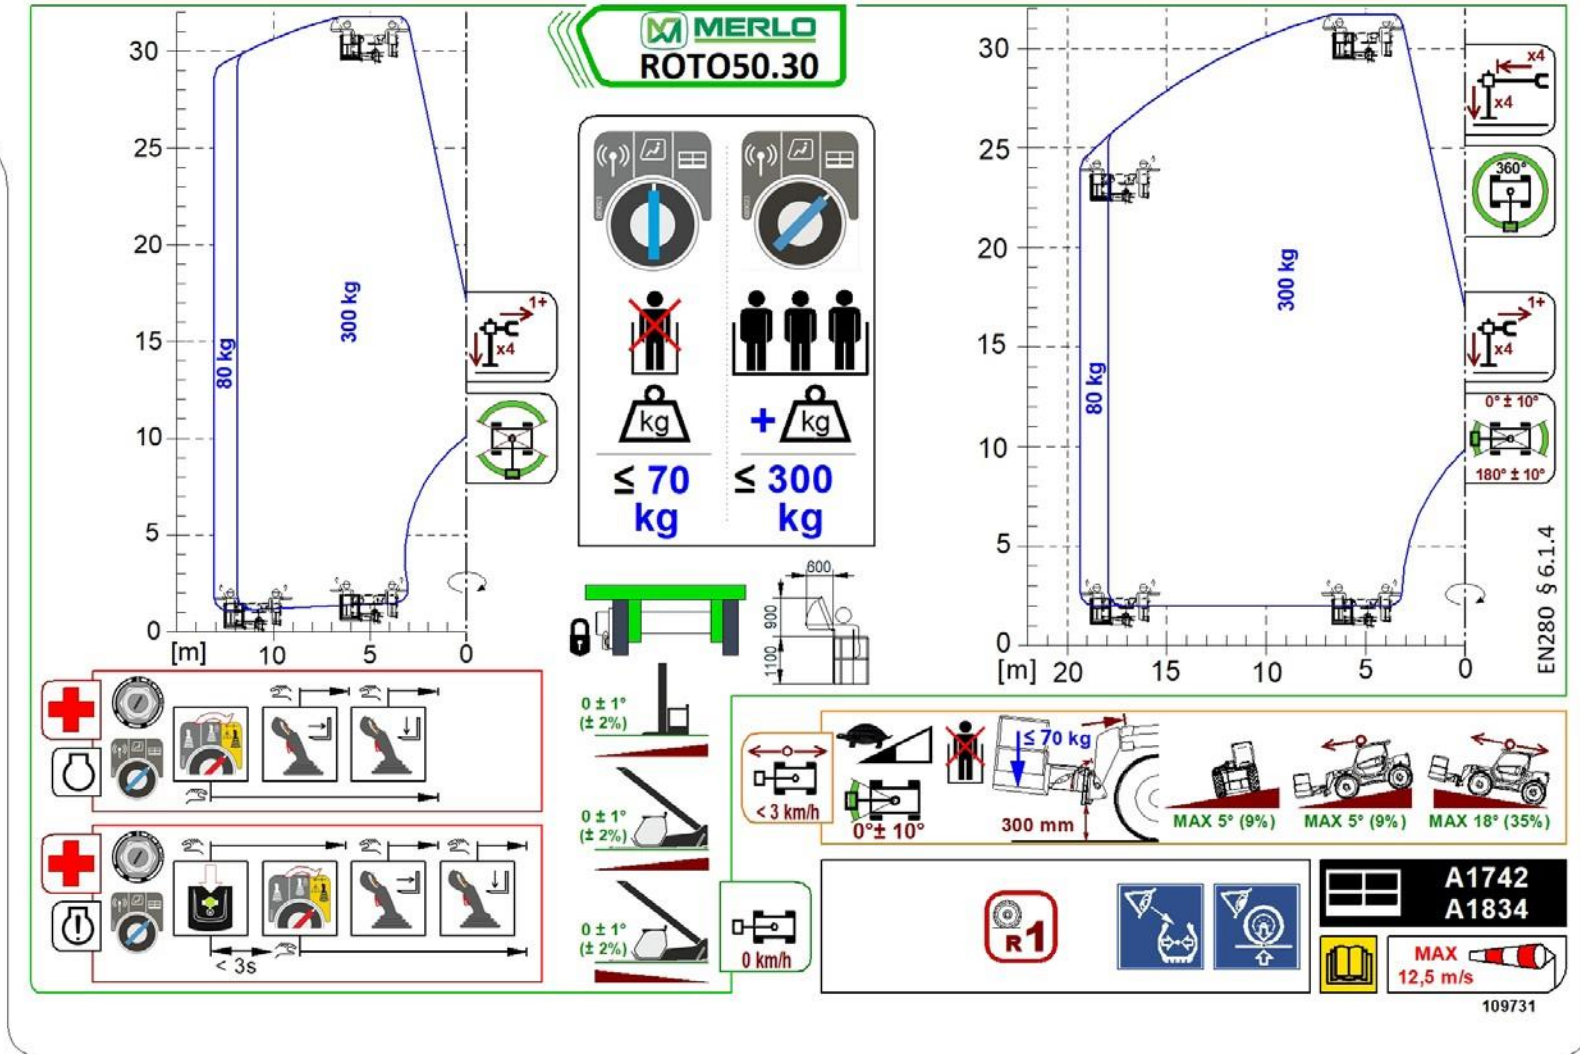 MERLO
ROTO50.30
30
25
20
15
10
5
0
[m]
10
5
0
80 kg
300 kg
1+
x4
kg
≤ 70
kg
+ kg
≤ 300
kg
600
900
1100
30
25
20
15
10
5
0
[m]
20
15
10
5
0
80 kg
300 kg
x4
x4
360°
1+
x4
0° ± 10°
180° ± 10°
EN280 § 6.1.4
< 3s
0 ± 1°
(± 2%)
0 ± 1°
(± 2%)
0 ± 1°
(± 2%)
0 km/h
< 3 km/h
0°± 10°
≤ 70 kg
300 mm
MAX 5° (9%)
MAX 5° (9%)
MAX 18° (35%)
R1
A1742
A1834
MAX
12,5 m/s
109731